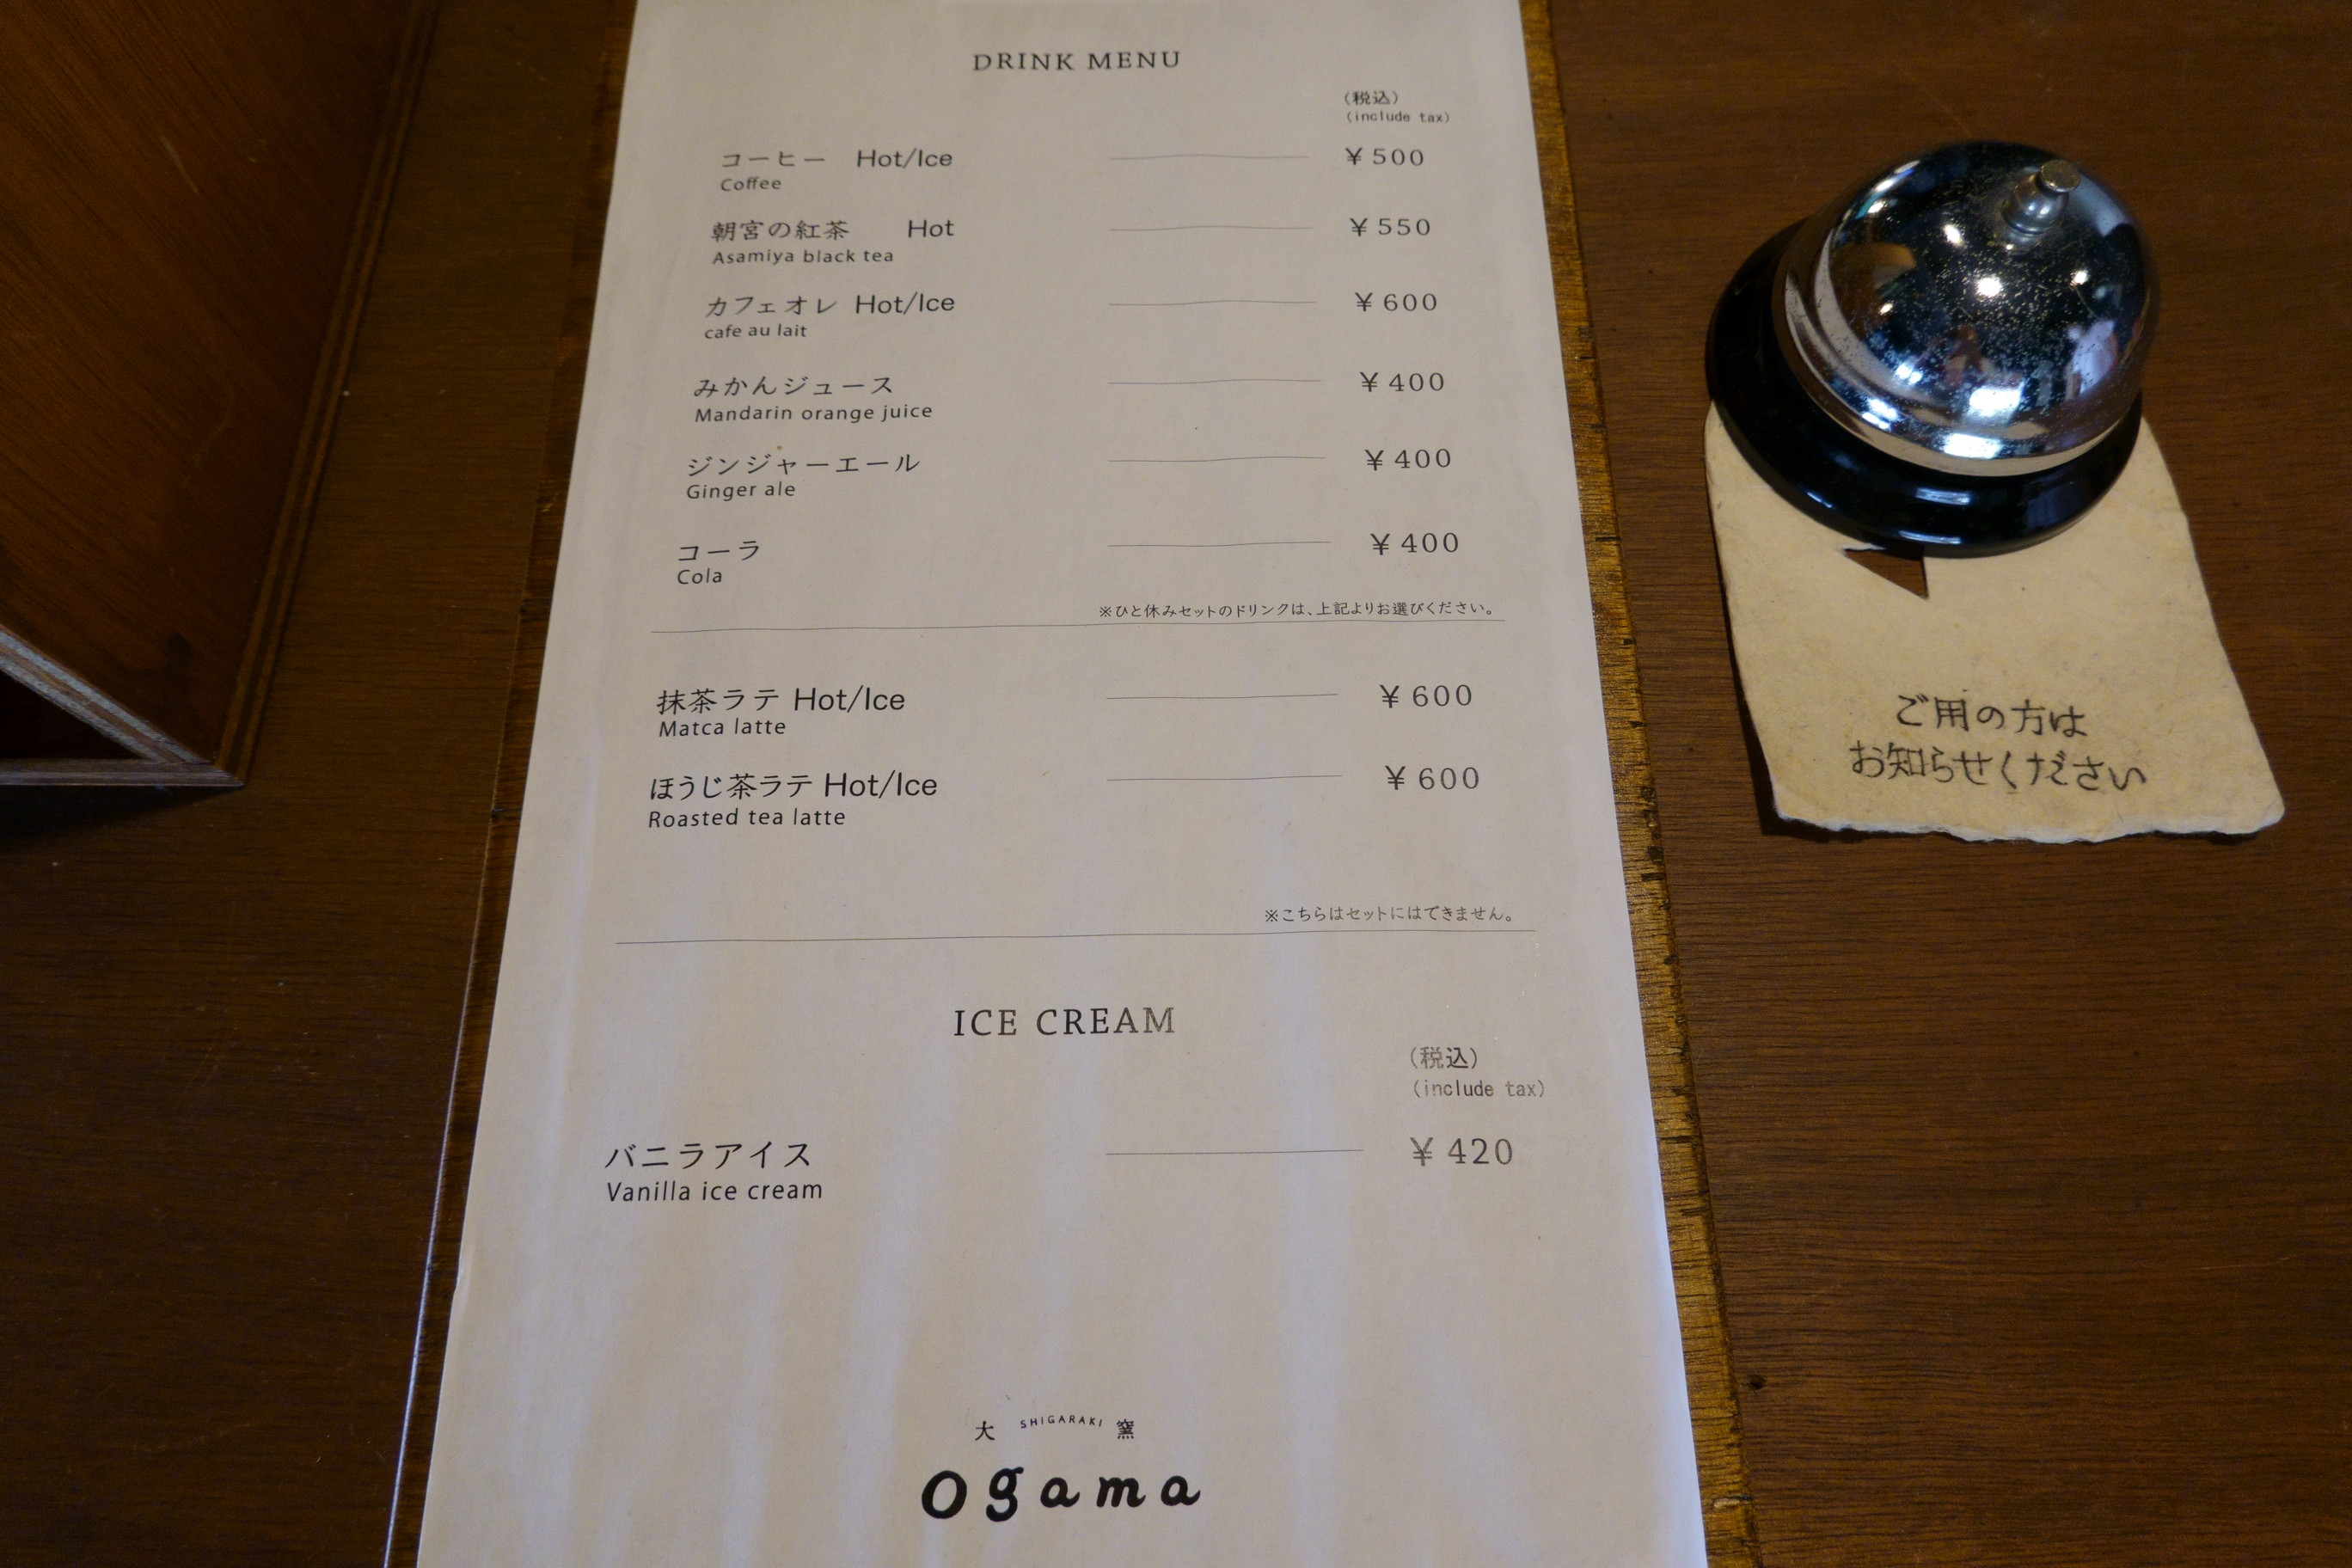 DRINK MENU
(税込)
(include tax)
コーヒー Hot/Ice ¥500
Coffee
朝宮の紅茶 Hot ¥550
Asamiya black tea
カフェオレ Hot/Ice ¥600
cafe au lait
みかんジュース ¥400
Mandarin orange juice
ジンジャーエール ¥400
Ginger ale
コーラ ¥400
Cola
※ひと休みセットのドリンクは、上記よりお選びください。
抹茶ラテ Hot/Ice ¥600
Matca latte
ほうじ茶ラテ Hot/Ice ¥600
Roasted tea latte
※こちらはセットにはできません。
ICE CREAM
(税込)
(include tax)
バニラアイス ¥420
Vanilla ice cream
大 SHIGARAKI 窯
ogama
ご用の方は
お知らせください